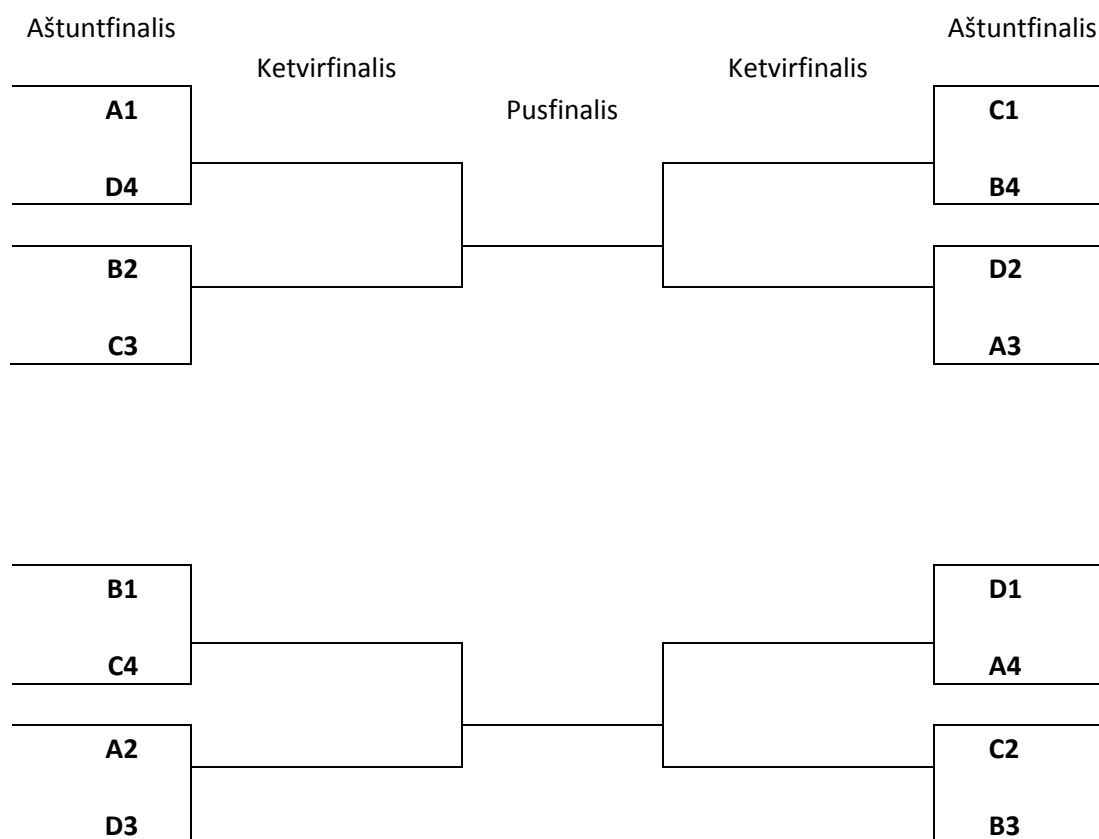 Aštuntfinalis Aštuntfinalis
Ketvirfinalis Ketvirfinalis
Pusfinalis
A1 C1
D4 B4
B2 D2
C3 A3
B1 D1
C4 A4
A2 C2
D3 B3